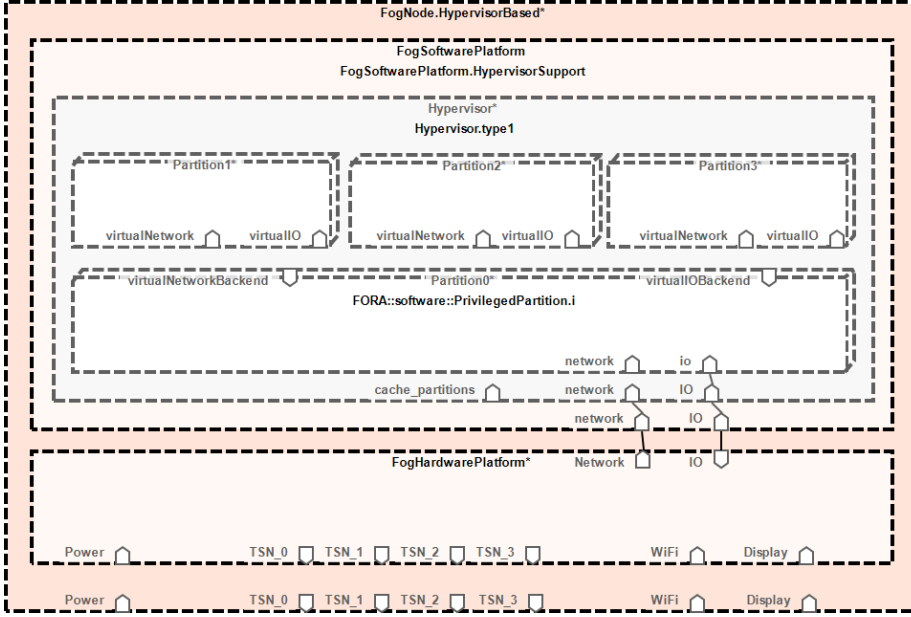 FogNode.HypervisorBased*
FogSoftwarePlatform
FogSoftwarePlatform.HypervisorSupport
Hypervisor*
Hypervisor.type1
Partition1* Partition2* Partition3*
virtualNetwork virtualIO virtualNetwork virtualIO virtualNetwork virtualIO
virtualNetworkBackend Partition0* virtualIOBackend
FORA::software::PrivilegedPartition.i
network io
cache_partitions network IO
network IO
FogHardwarePlatform* Network IO
Power TSN_0 TSN_1 TSN_2 TSN_3 WiFi Display
Power TSN_0 TSN_1 TSN_2 TSN_3 WiFi Display